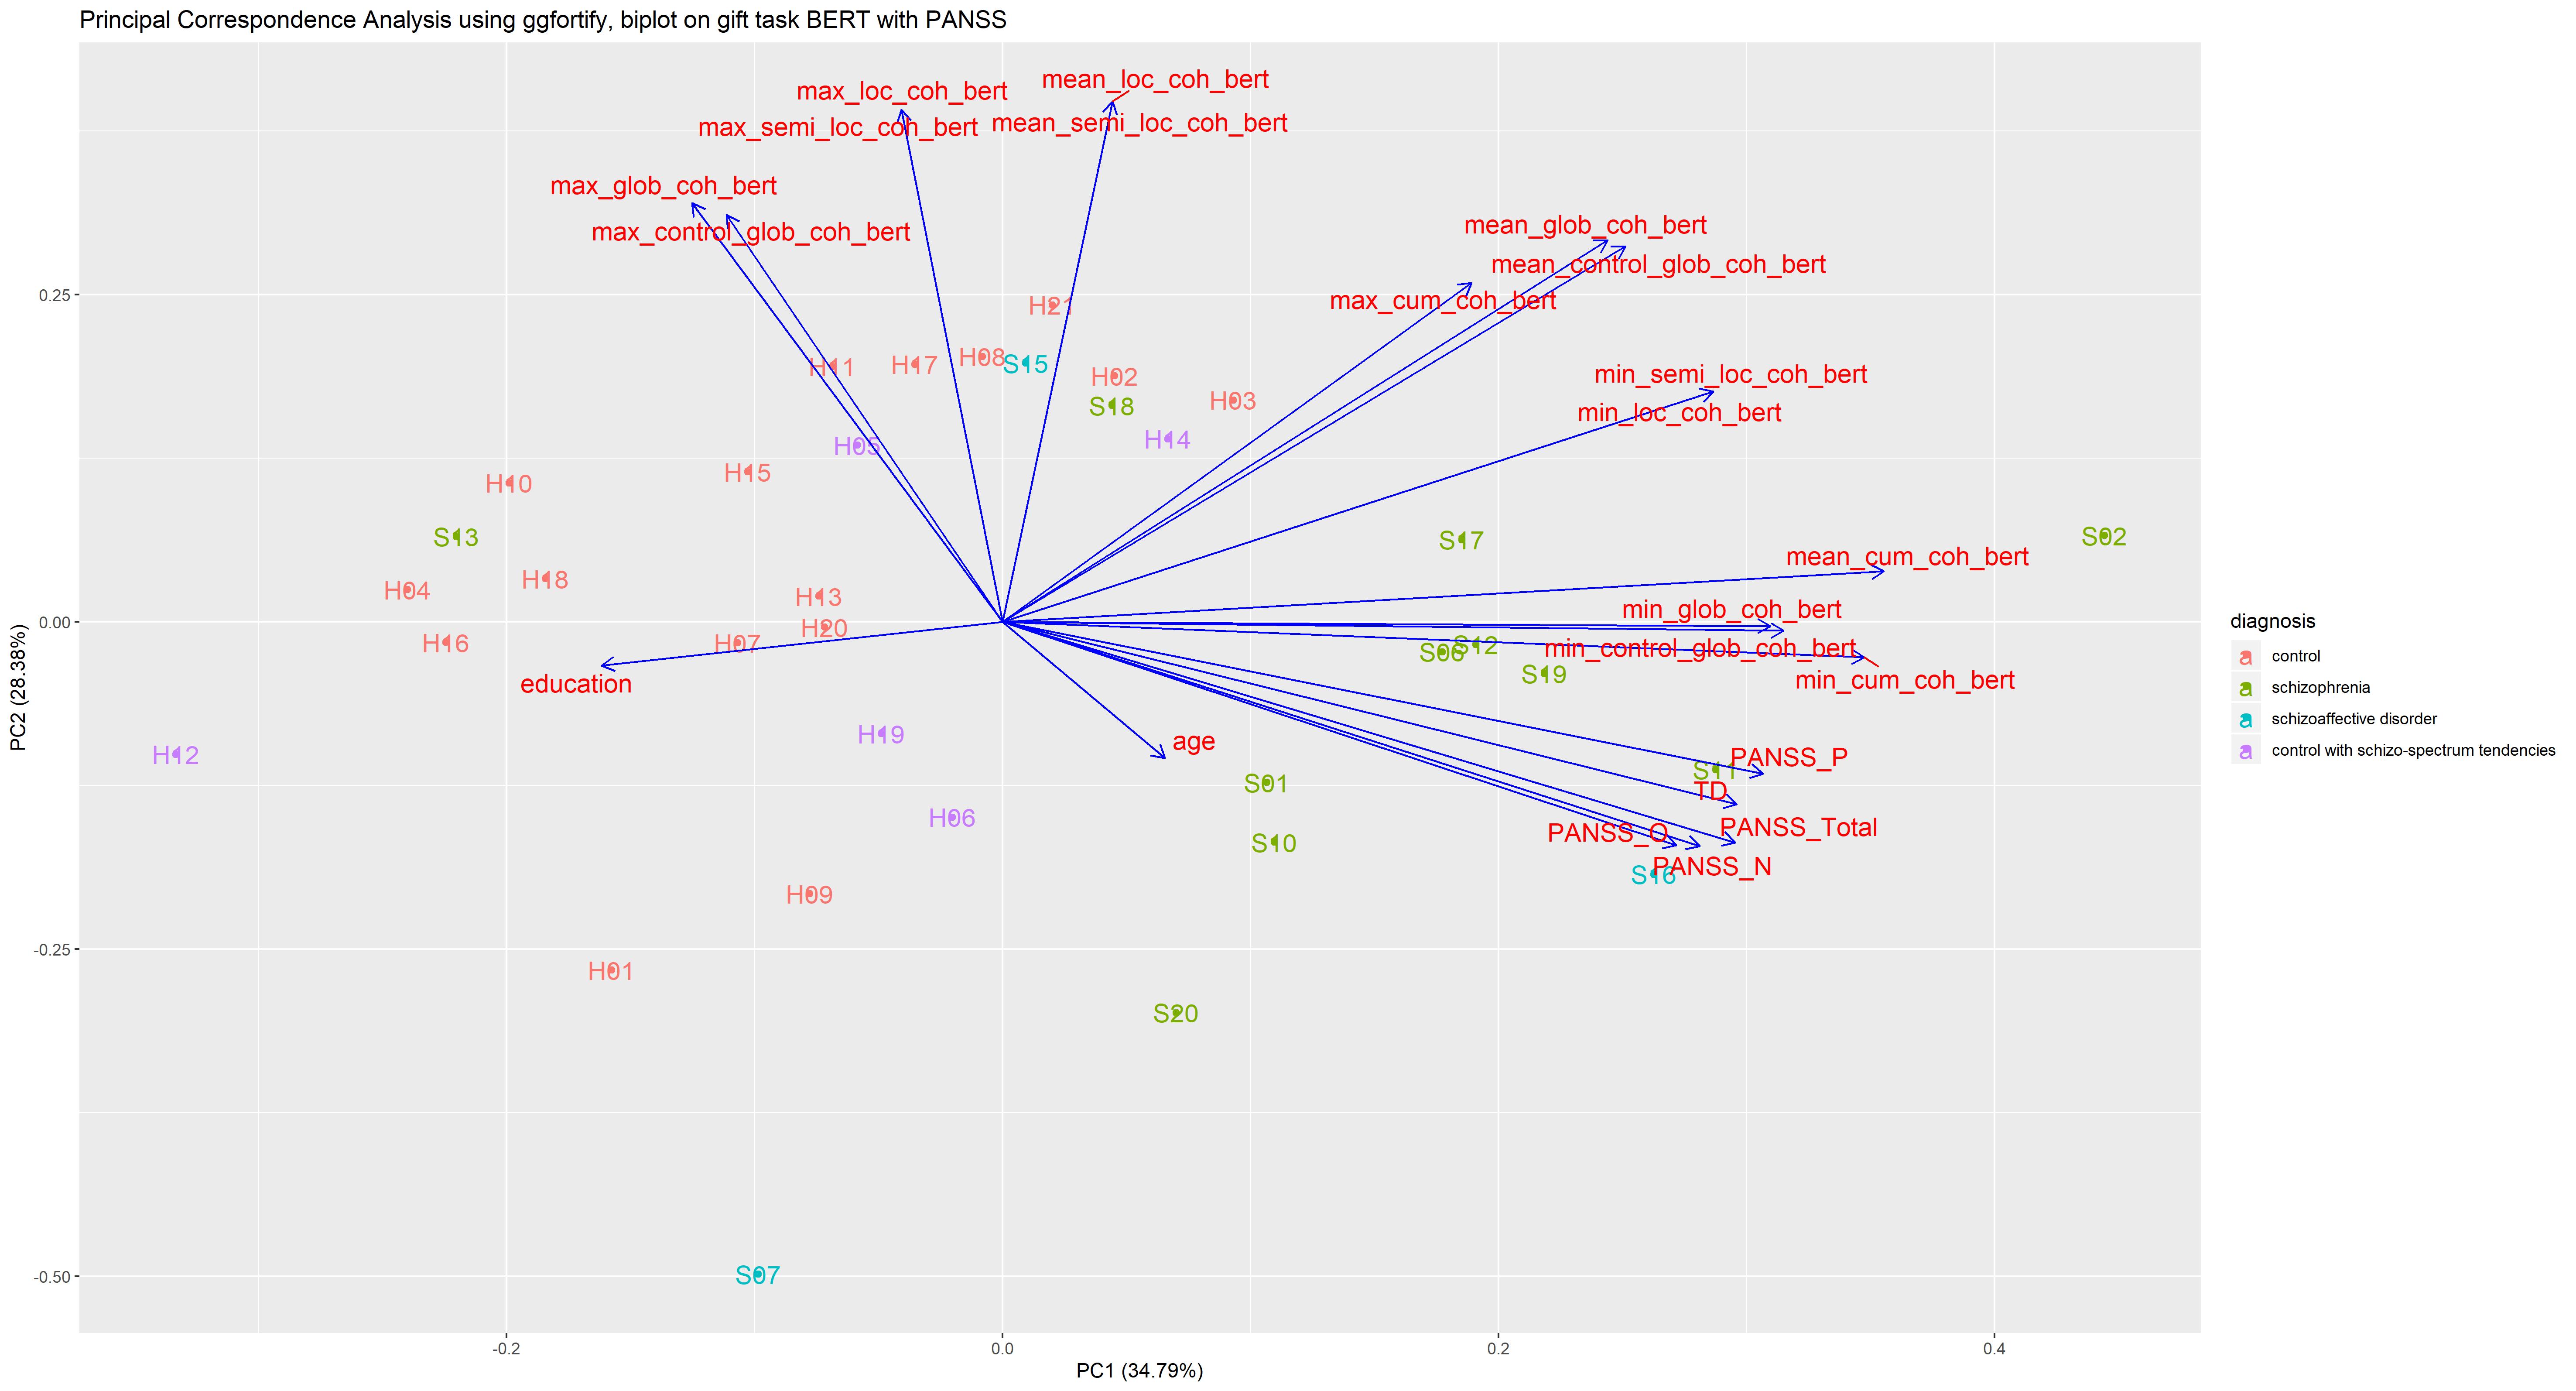 Principal Correspondence Analysis using ggfortify, biplot on gift task BERT with PANSS
mean_loc_coh_bert
max_loc_coh_bert
mean_semi_loc_coh_bert
max_semi_loc_coh_bert
max_glob_coh_bert
max_control_glob_coh_bert
mean_glob_coh_bert
mean_control_glob_coh_bert
max_cum_coh_bert
0.25
H21
H11
H17
H08
S15
H02
S18
H03
min_semi_loc_coh_bert
min_loc_coh_bert
H05
H14
H15
H10
S13
S17
S02
mean_cum_coh_bert
H04
H18
H13
min_glob_coh_bert
0.00
H16
H07
H20
S06
S12
min_control_glob_coh_bert
S19
min_cum_coh_bert
education
H12
H19
age
PANSS_P
S11
S01
TD
H06
S10
PANSS_O
PANSS_Total
PANSS_N
S16
H09
-0.25
H01
S20
-0.50
S07
PC2 (28.38%)
-0.2
0.0
0.2
0.4
PC1 (34.79%)
diagnosis
a control
a schizophrenia
a schizoaffective disorder
a control with schizo-spectrum tendencies